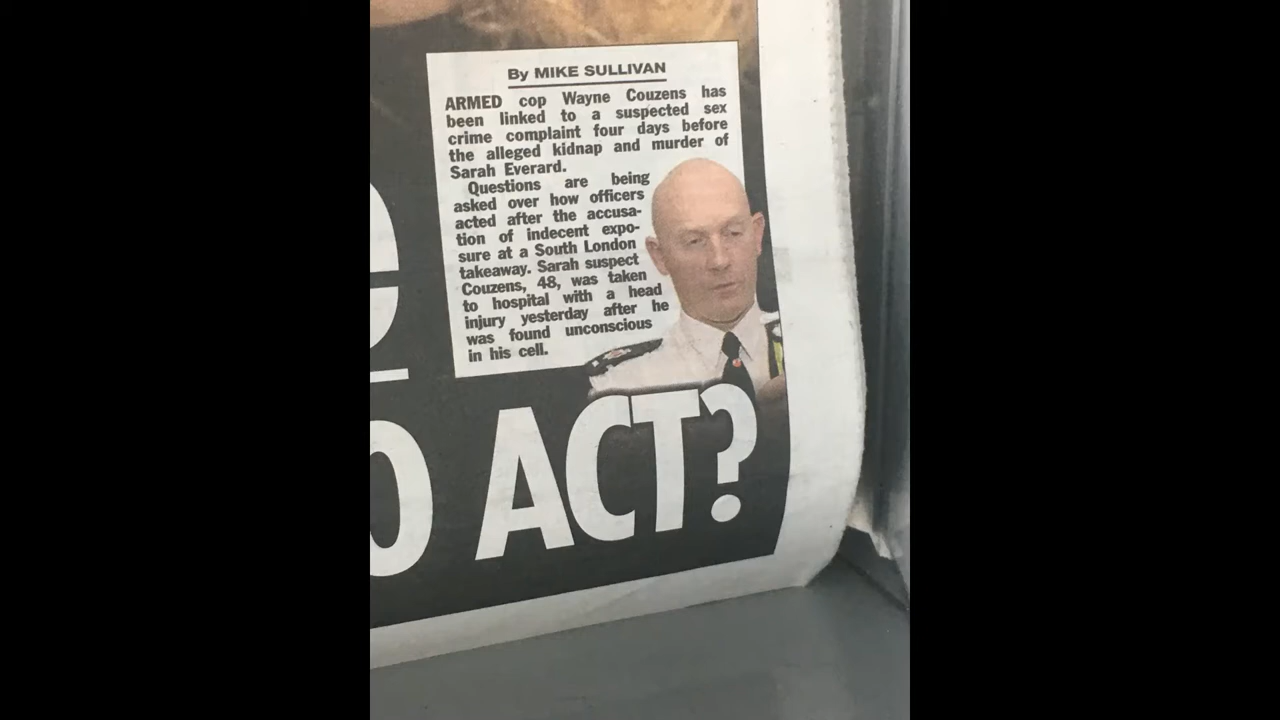 By MIKE SULLIVAN
ARMED cop Wayne Couzens has
been linked to a suspected sex
crime complaint four days before
the alleged kidnap and murder of
Sarah Everard.
Questions are being
asked over how officers
acted after the accusa-
tion of indecent expo-
sure at a South London
takeaway. Sarah suspect
Couzens, 48, was taken
to hospital with a head
injury yesterday after he
was found unconscious
in his cell.
e
O ACT?